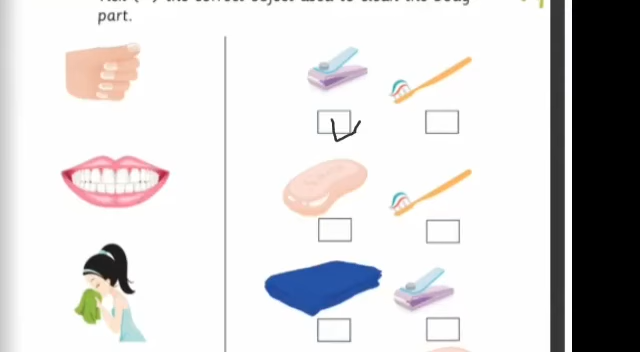 the correct object used to clean the body
part.